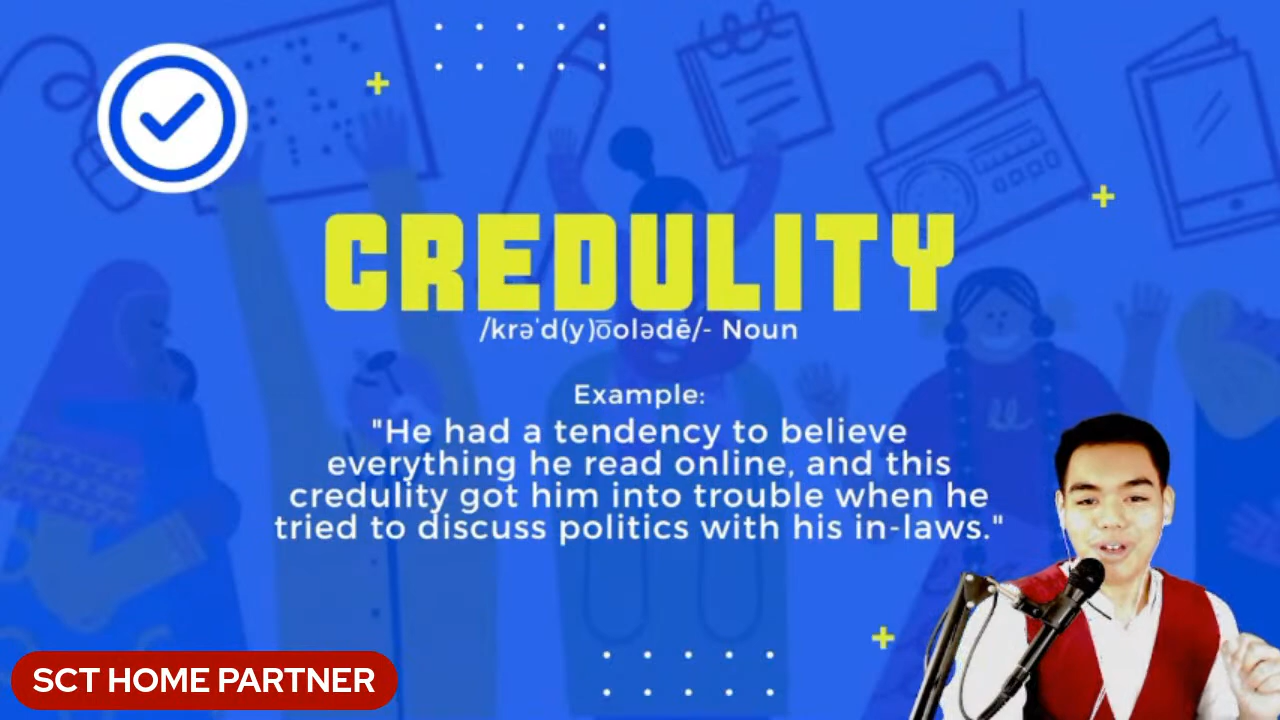 CREDULITY
/krəˈd(y)o͞olədē/- Noun
Example:
"He had a tendency to believe
everything he read online, and this
credulity got him into trouble when he
tried to discuss politics with his in-laws."
SCT HOME PARTNER